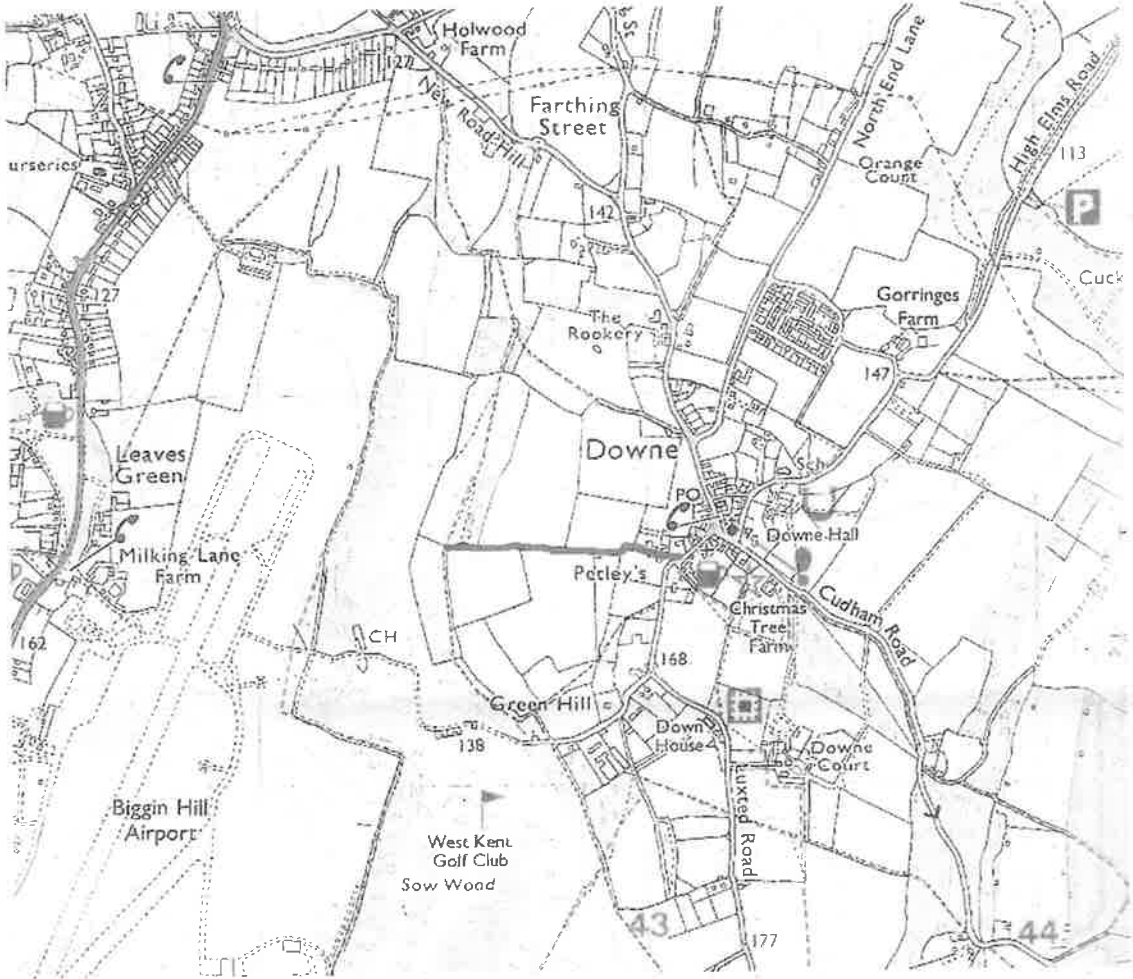 Holwood
Farm
127
New Road Hill
Farthing
Street
St
North End Lane
High Elms Road
113
P
urseries
Orange
Court
142
Cuck
127
Gorringes
Farm
The
Rookery
147
Leaves
Green
Downe
Sch
PO
Downe Hall
Milking Lane
Farm
Petley's
Cudham Road
Christmas
Tree
Farm
162
CH
168
Green Hill
138
Down
House
Downe
Court
Luxted Road
Biggin Hill
Airport
West Kent
Golf Club
Sow Wood
43
177
44